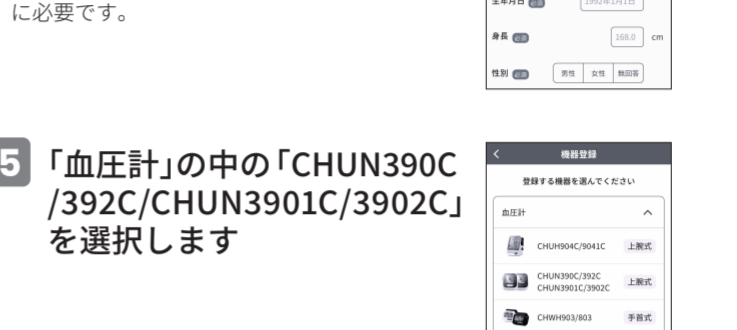 に必要です。
生年月日 必須 1992年1月1日
身長 必須 168.0 cm
性別 必須 男性 女性 無回答
5 「血圧計」の中の「CHUN390C
/392C/CHUN3901C/3902C」
を選択します
機器登録
登録する機器を選んでください
血圧計
CHUH904C/9041C 上腕式
CHUN390C/392C
CHUN3901C/3902C 上腕式
CHWH903/803 手首式